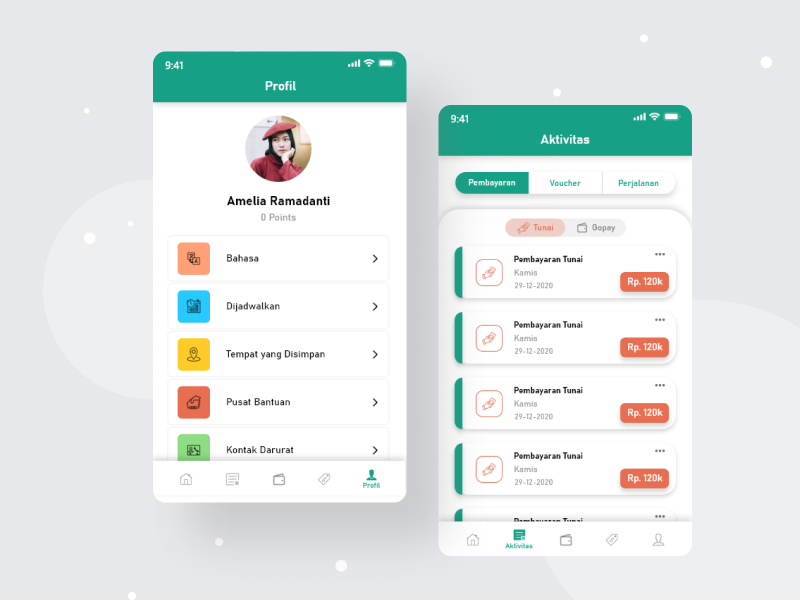 9:41
Profil
Amelia Ramadanti
0 Points
Bahasa
Dijadwalkan
Tempat yang Disimpan
Pusat Bantuan
Kontak Darurat
Profil
9:41
Aktivitas
Pembayaran Voucher Perjalanan
Tunai Gopay
Pembayaran Tunai
Kamis
29-12-2020
Rp. 120k
Pembayaran Tunai
Kamis
29-12-2020
Rp. 120k
Pembayaran Tunai
Kamis
29-12-2020
Rp. 120k
Pembayaran Tunai
Kamis
29-12-2020
Rp. 120k
Pembayaran Tunai
Aktivitas